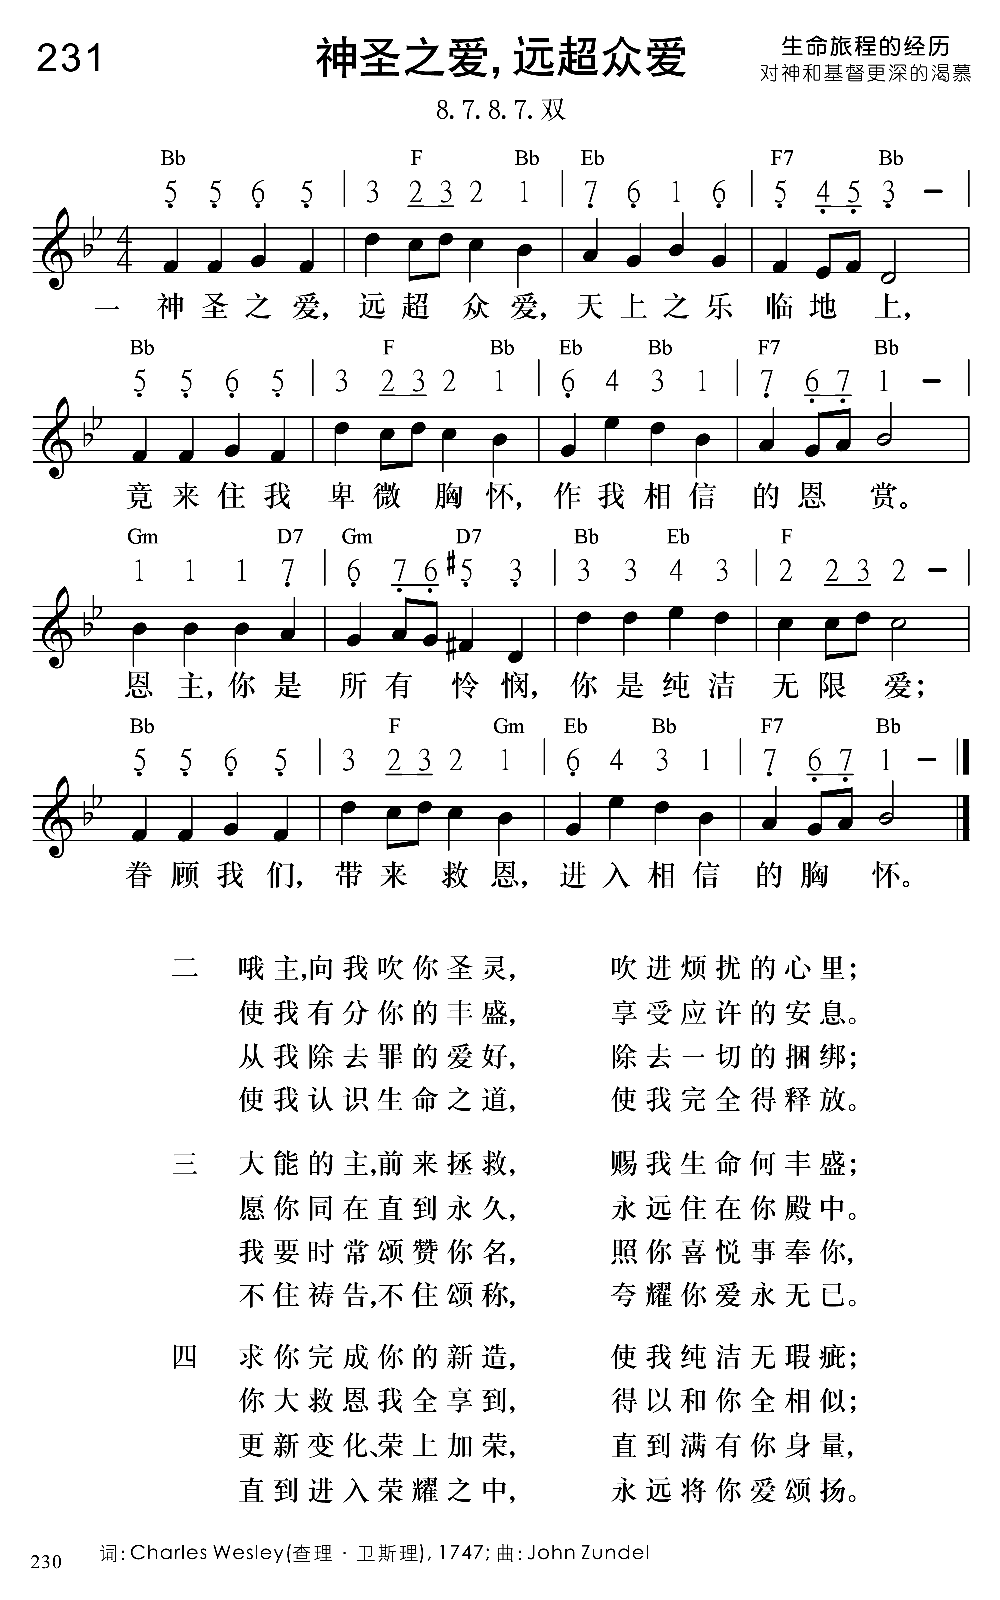 231 神圣之爱,远超众爱 生命旅程的经历
对神和基督更深的渴慕
8.7.8.7.双
Bb F Bb Eb F7 Bb
5 5 6 5 | 3 2 3 2 1 | 7 6 1 6 | 5 4 5 3 – |
4
4
一 神圣之爱,远超众爱,天上之乐临地上,
Bb F Bb Eb Bb F7 Bb
5 5 6 5 | 3 2 3 2 1 | 6 4 3 1 | 7 6 7 1 – |
竟来住我卑微胸怀,作我相信的恩赏。
Gm D7 Gm D7 Bb Eb F
1 1 1 7 | 6 7 6 #5 3 | 3 3 4 3 | 2 2 3 2 – |
恩主,你是所有怜悯,你是纯洁无限爱;
Bb F Gm Eb Bb F7 Bb
5 5 6 5 | 3 2 3 2 1 | 6 4 3 1 | 7 6 7 1 – ‖
眷顾我们,带来救恩,进入相信的胸怀。
二 哦主,向我吹你圣灵, 吹进烦扰的心里;
使我有分你的丰盛, 享受应许的安息。
从我除去罪的爱好, 除去一切的捆绑;
使我认识生命之道, 使我完全得释放。
三 大能的主,前来拯救, 赐我生命何丰盛;
愿你同在直到永久, 永远住在你殿中。
我要时常颂赞你名, 照你喜悦事奉你,
不住祷告,不住颂称, 夸耀你爱永无已。
四 求你完成你的新造, 使我纯洁无瑕疵;
你大救恩我全享到, 得以和你全相似;
更新变化、荣上加荣, 直到满有你身量,
直到进入荣耀之中, 永远将你爱颂扬。
词:Charles Wesley(查理·卫斯理),1747;曲:John Zundel
230